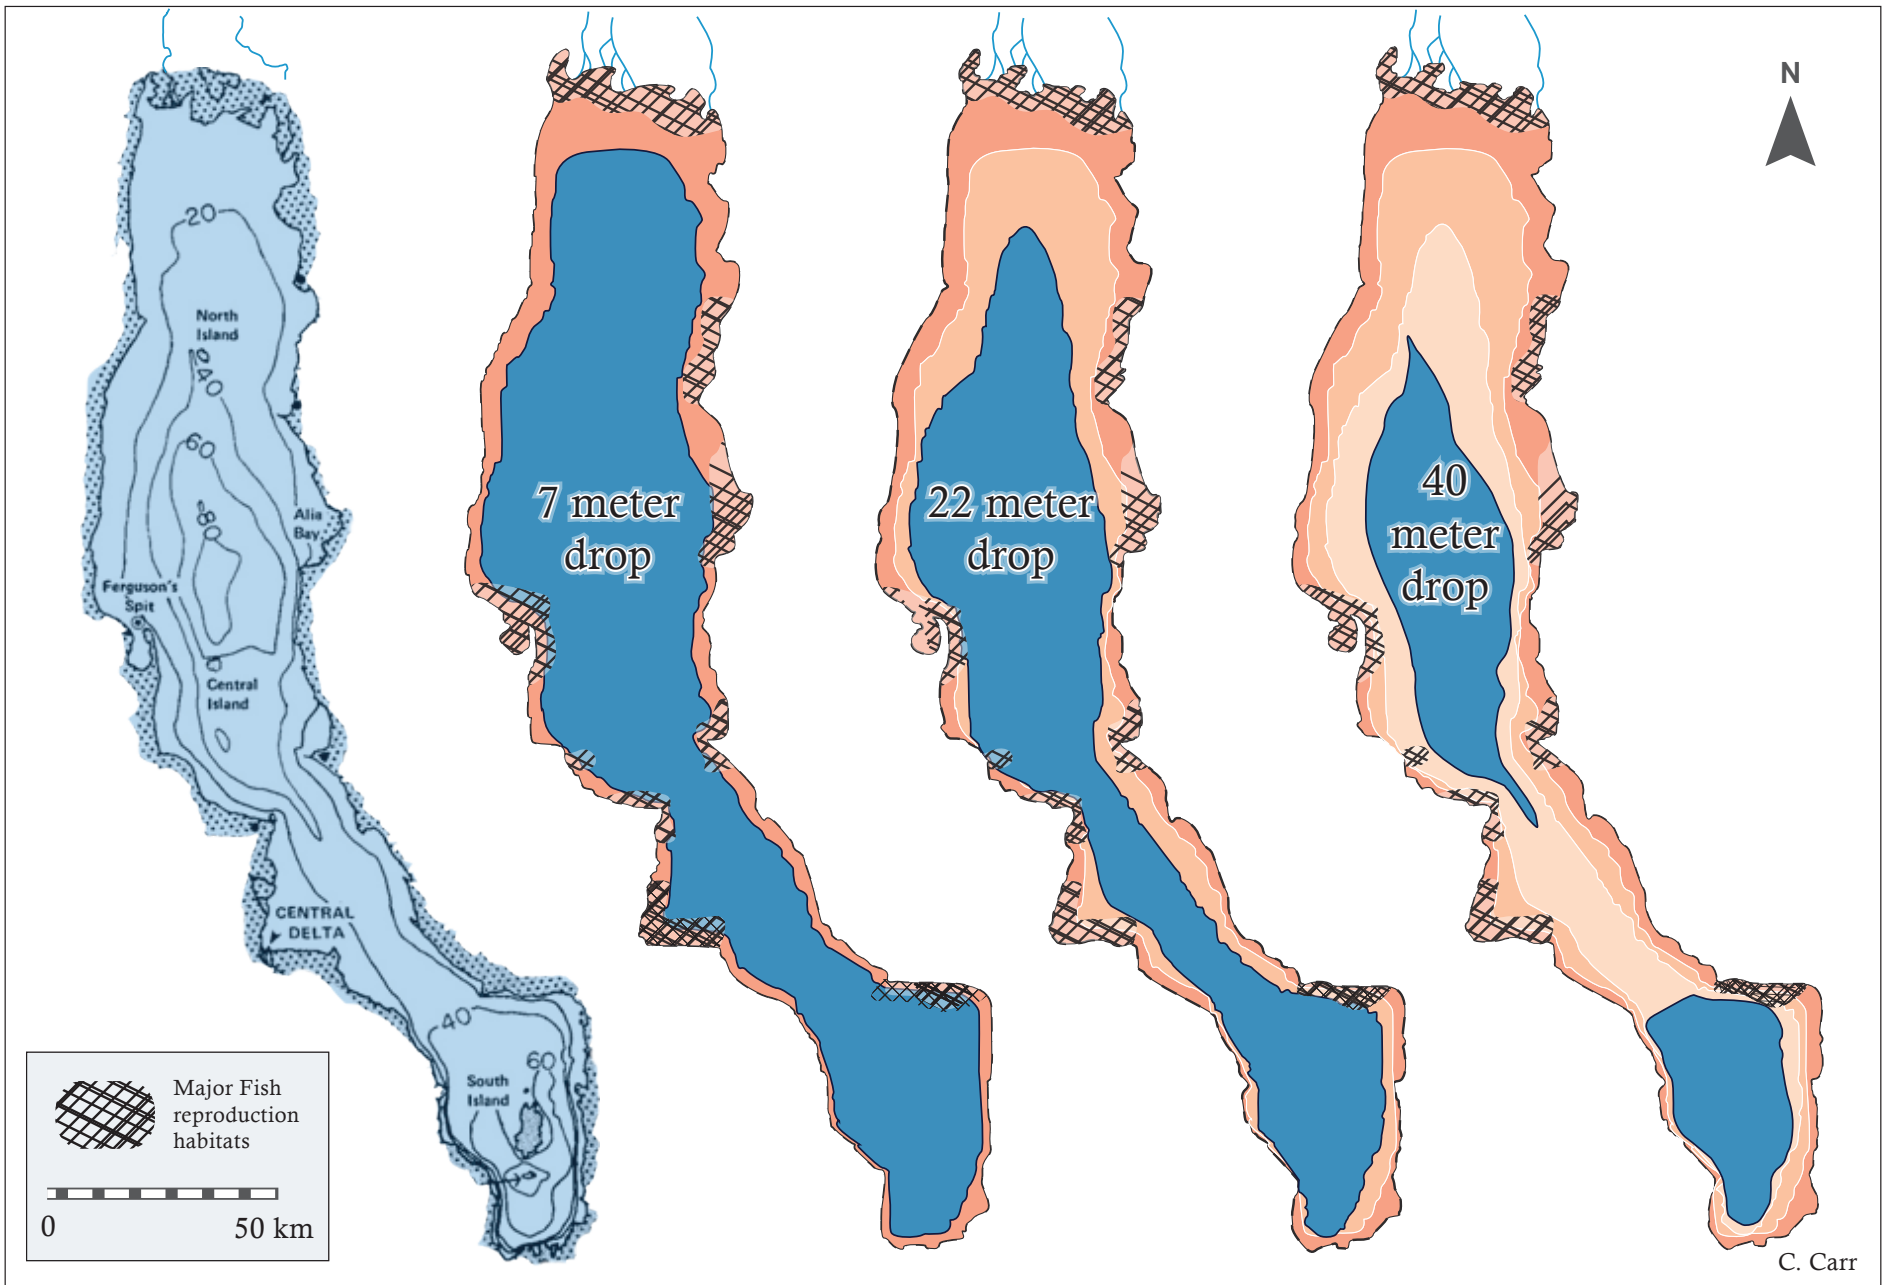 20
North
Island
40
60
80
Alia
Bay
Ferguson's
Spit
Central
Island
CENTRAL
DELTA
40
60
South
Island
7 meter
drop
22 meter
drop
40
meter
drop
N
Major Fish
reproduction
habitats
0 50 km
C. Carr